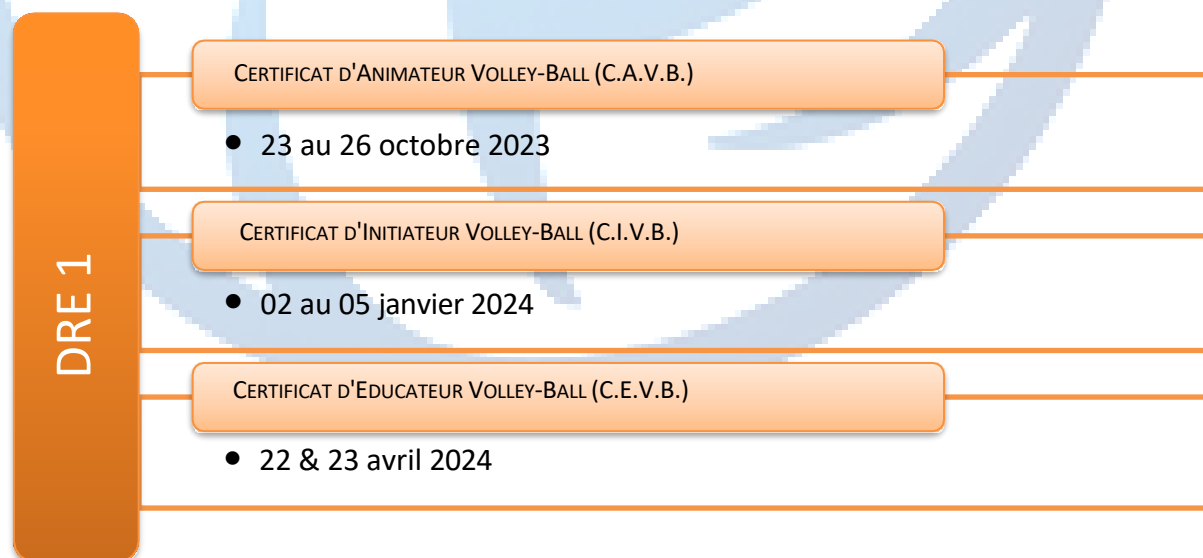 DRE 1
CERTIFICAT D'ANIMATEUR VOLLEY-BALL (C.A.V.B.)
• 23 au 26 octobre 2023
CERTIFICAT D'INITIATEUR VOLLEY-BALL (C.I.V.B.)
• 02 au 05 janvier 2024
CERTIFICAT D'EDUCATEUR VOLLEY-BALL (C.E.V.B.)
• 22 & 23 avril 2024